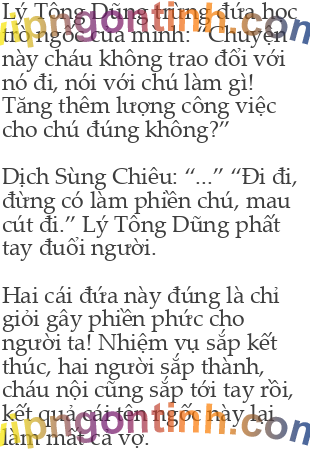 Lý Tông Dũng trừng đứa học
trò ngốc của mình: “Chuyện
này cháu không trao đổi với
nó đi, nói với chú làm gì!
Tăng thêm lượng công việc
cho chú đúng không?”
Dịch Sùng Chiêu: “...” “Đi đi,
đừng có làm phiền chú, mau
cút đi.” Lý Tông Dũng phất
tay đuổi người.
Hai cái đứa này đúng là chỉ
giỏi gây phiền phức cho
người ta! Nhiệm vụ sắp kết
thúc, hai người sắp thành,
cháu nội cũng sắp tới tay rồi,
kết quả cái tên ngốc này lại
làm mất cả vợ.
vipngontinh.com
vipngontinh.com